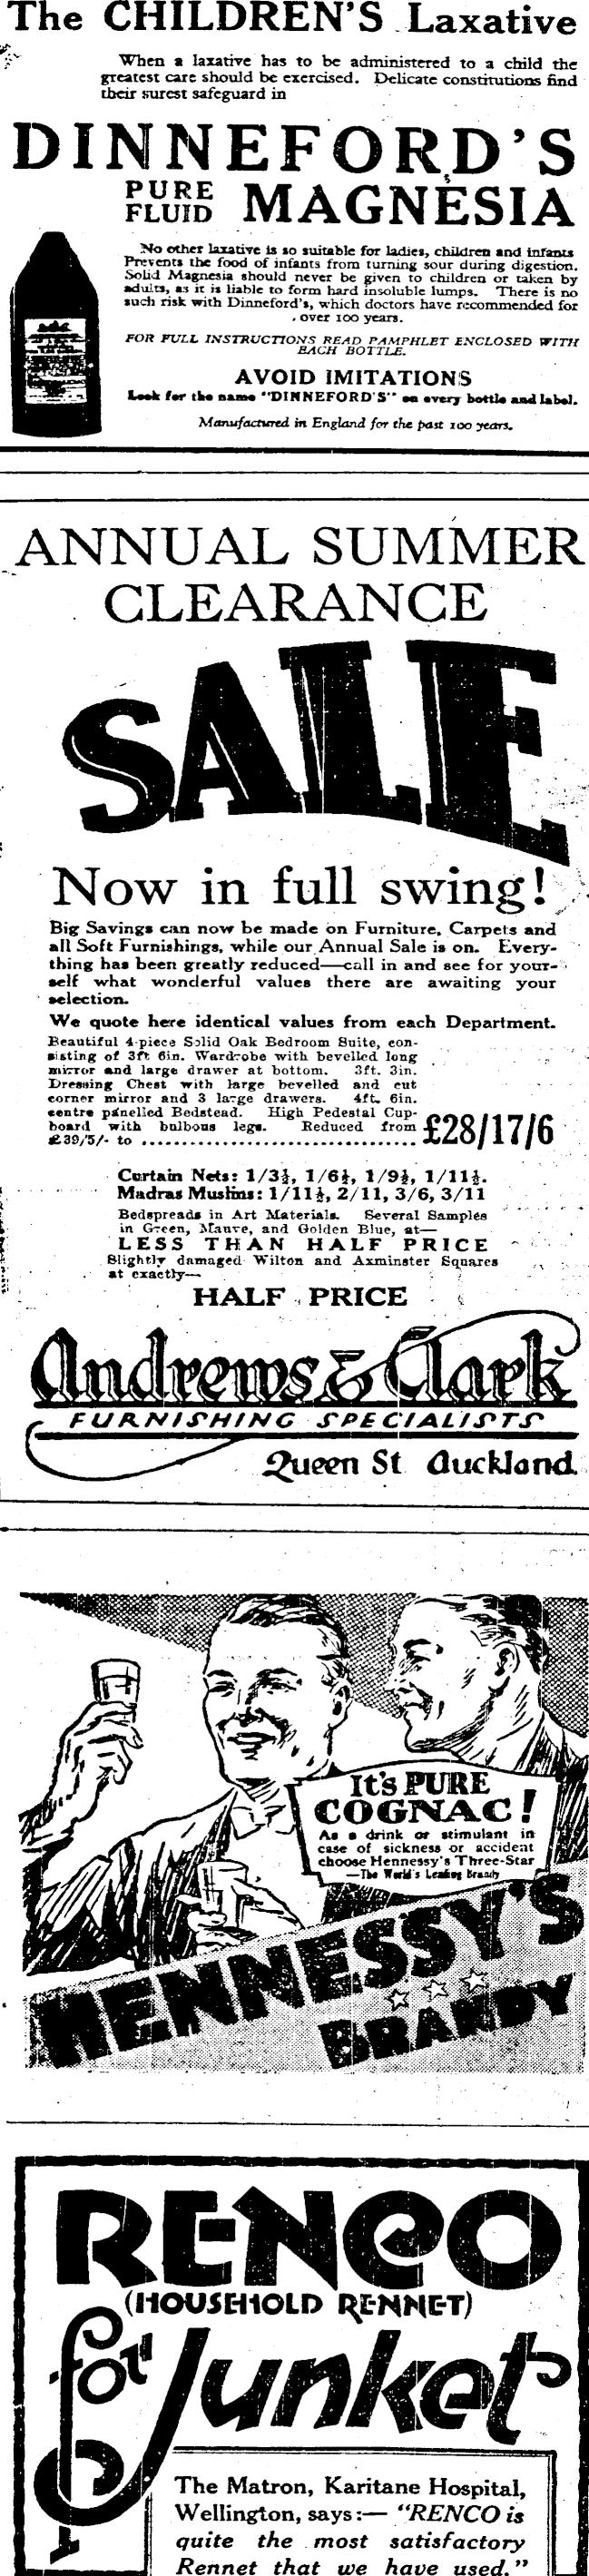 The CHILDREN'S Laxative
When a laxative has to be administered to a child the
greatest care should be exercised. Delicate constitutions find
their surest safeguard in
DINNEFORD'S
PURE
FLUID MAGNESIA
No other laxative is so suitable for ladies, children and infants
Prevents the food of infants from turning sour during digestion.
Solid Magnesia should never be given to children or taken by
adults, as it is liable to form hard insoluble lumps. There is no
such risk with Dinneford's, which doctors have recommended for
over 100 years.
FOR FULL INSTRUCTIONS READ PAMPHLET ENCLOSED WITH
EACH BOTTLE.
AVOID IMITATIONS
Look for the name "DINNEFORD'S" on every bottle and label.
Manufactured in England for the past 100 years.
ANNUAL SUMMER
CLEARANCE
SALE
Now in full swing!
Big Savings can now be made on Furniture, Carpets and
all Soft Furnishings, while our Annual Sale is on. Every-
thing has been greatly reduced—call in and see for your-
self what wonderful values there are awaiting your
selection.
We quote here identical values from each Department.
Beautiful 4-piece Solid Oak Bedroom Suite, con-
sisting of 3ft 6in. Wardrobe with bevelled long
mirror and large drawer at bottom. 3ft. 3in.
Dressing Chest with large bevelled and cut
corner mirror and 3 large drawers. 4ft. 6in.
centre panelled Bedstead. High Pedestal Cup-
board with bulbous legs. Reduced from
£39/5/- to .................................... £28/17/6
Curtain Nets: 1/3½, 1/6½, 1/9½, 1/11½.
Madras Muslins: 1/11½, 2/11, 3/6, 3/11
Bedspreads in Art Materials. Several Samples
in Green, Mauve, and Golden Blue, at—
LESS THAN HALF PRICE
Slightly damaged Wilton and Axminster Squares
at exactly—
HALF PRICE
Andrews & Clark
FURNISHING SPECIALISTS
Queen St Auckland.
It's PURE
COGNAC!
As a drink or stimulant in
case of sickness or accident
choose Hennessy's Three-Star
—The World's Leading Brandy
HENNESSY'S
BRANDY
RENCO
(HOUSEHOLD RENNET)
for Junket
The Matron, Karitane Hospital,
Wellington, says:— "RENCO is
quite the most satisfactory
Rennet that we have used."